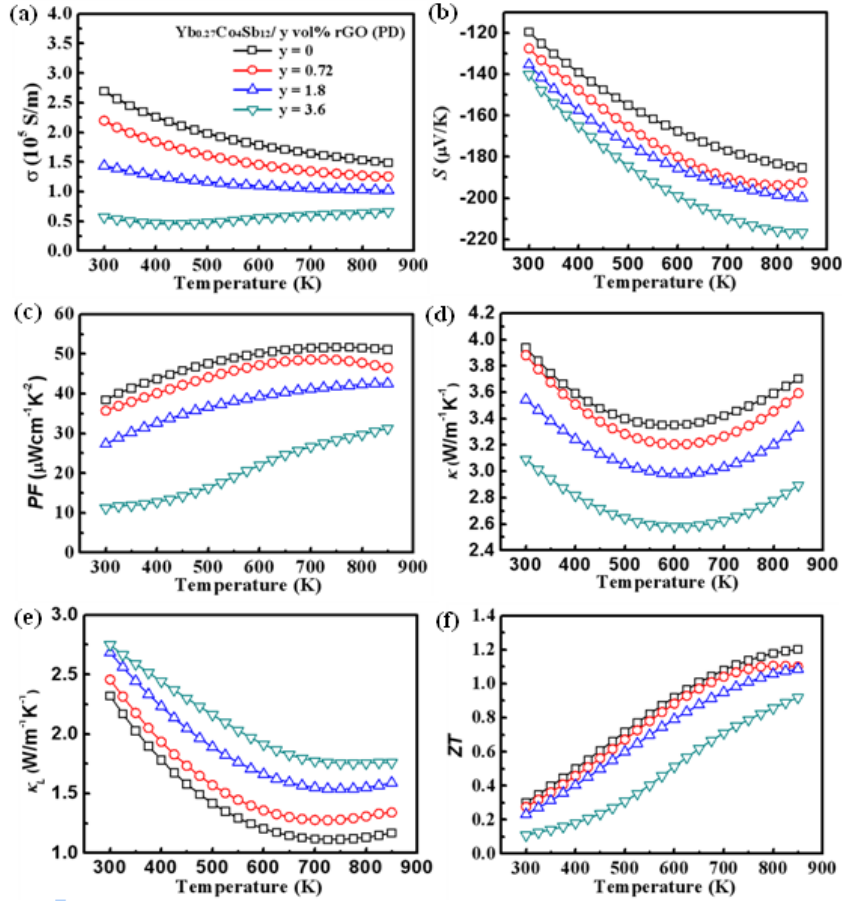 (a)
Yb0.27Co4Sb12/ y vol% rGO (PD)
y = 0
y = 0.72
y = 1.8
y = 3.6
σ (10⁵ S/m)
4.0
3.5
3.0
2.5
2.0
1.5
1.0
0.5
0.0
300 400 500 600 700 800 900
Temperature (K)
(b)
S (μV/K)
-120
-140
-160
-180
-200
-220
300 400 500 600 700 800 900
Temperature (K)
(c)
PF (μWcm⁻¹K⁻²)
60
50
40
30
20
10
0
300 400 500 600 700 800 900
Temperature (K)
(d)
κ (W/m⁻¹K⁻¹)
4.2
4.0
3.8
3.6
3.4
3.2
3.0
2.8
2.6
2.4
300 400 500 600 700 800 900
Temperature (K)
(e)
κL (W/m⁻¹K⁻¹)
3.0
2.5
2.0
1.5
1.0
300 400 500 600 700 800 900
Temperature (K)
(f)
ZT
1.4
1.2
1.0
0.8
0.6
0.4
0.2
0.0
300 400 500 600 700 800 900
Temperature (K)